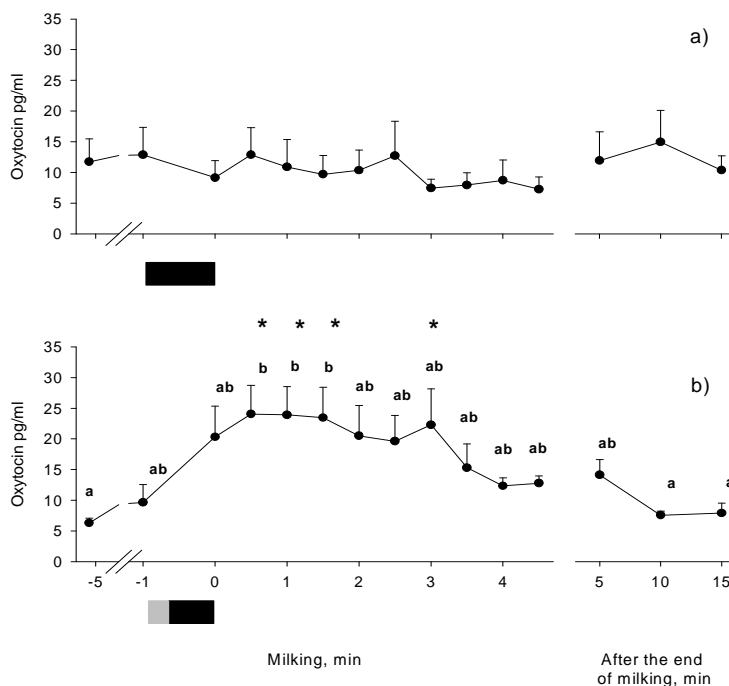 35
a)
30
25
20
15
10
5
0
Oxytocin pg/ml
* * * *
35
b b b ab
ab ab ab b)
30
25 ab ab
20 ab ab
15
a ab a a
10
5
0
Oxytocin pg/ml
-5 -1 0 1 2 3 4 5 10 15
Milking, min
After the end
of milking, min